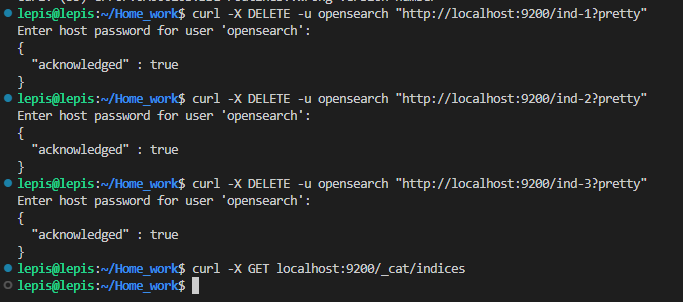 lepis@lepis:~/Home_work$ curl -X DELETE -u opensearch "http://localhost:9200/ind-1?pretty"
Enter host password for user 'opensearch':
{
  "acknowledged" : true
}
lepis@lepis:~/Home_work$ curl -X DELETE -u opensearch "http://localhost:9200/ind-2?pretty"
Enter host password for user 'opensearch':
{
  "acknowledged" : true
}
lepis@lepis:~/Home_work$ curl -X DELETE -u opensearch "http://localhost:9200/ind-3?pretty"
Enter host password for user 'opensearch':
{
  "acknowledged" : true
}
lepis@lepis:~/Home_work$ curl -X GET localhost:9200/_cat/indices
lepis@lepis:~/Home_work$